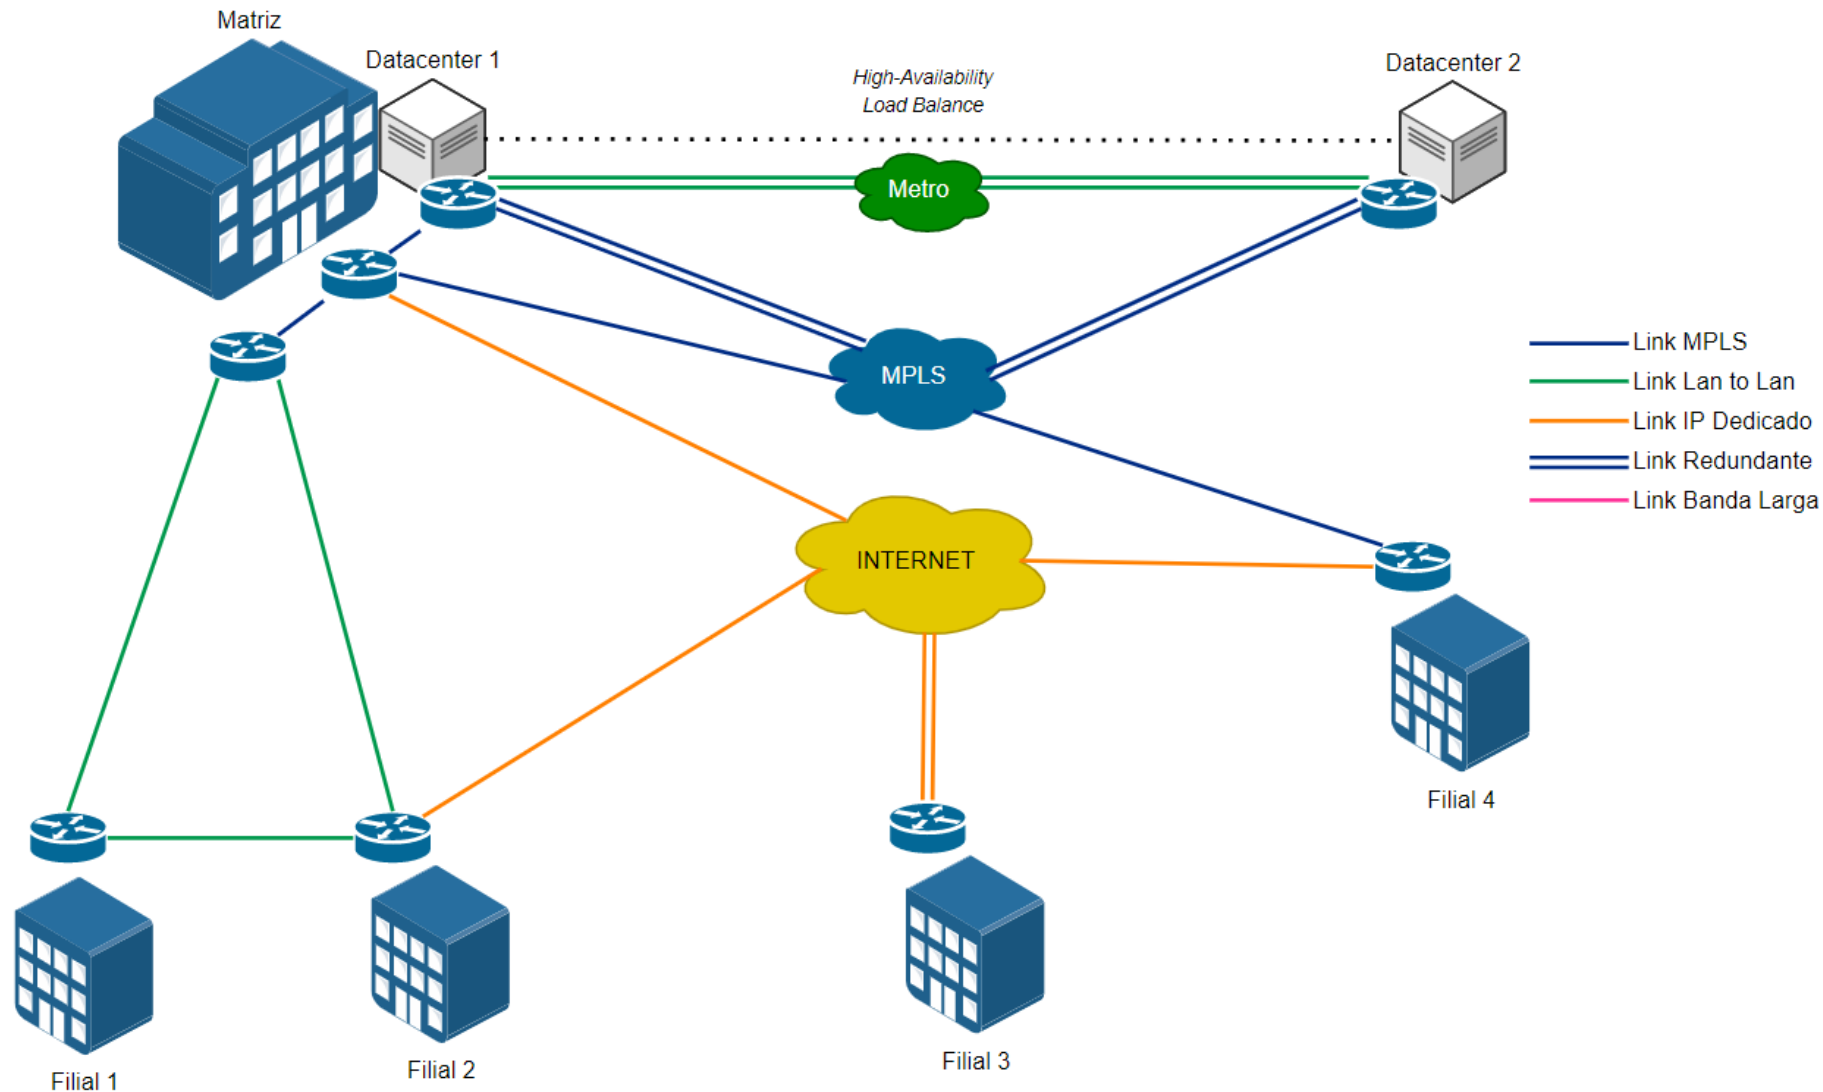 Matriz
Datacenter 1
High-Availability
Load Balance
Datacenter 2
Metro
MPLS
Link MPLS
Link Lan to Lan
Link IP Dedicado
Link Redundante
Link Banda Larga
INTERNET
Filial 4
Filial 3
Filial 2
Filial 1